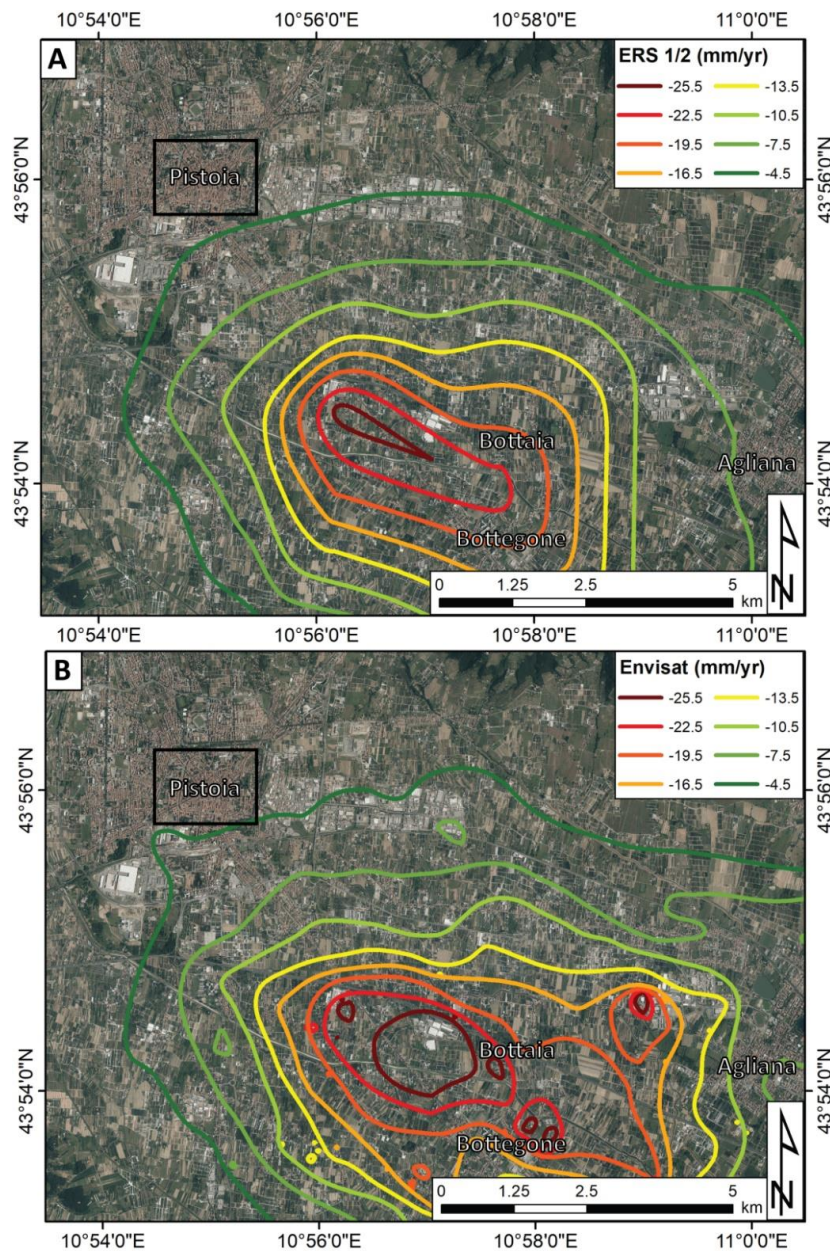 10°54'0"E 10°56'0"E 10°58'0"E 11°0'0"E
A
ERS 1/2 (mm/yr)
-25.5 -13.5
-22.5 -10.5
-19.5 -7.5
-16.5 -4.5
43°56'0"N 43°56'0"N
Pistoia
Bottaia
Agliana
43°54'0"N 43°54'0"N
Bottegone
0 1.25 2.5 5
km
N
10°54'0"E 10°56'0"E 10°58'0"E 11°0'0"E
B
Envisat (mm/yr)
-25.5 -13.5
-22.5 -10.5
-19.5 -7.5
-16.5 -4.5
43°56'0"N 43°56'0"N
Pistoia
Bottaia
Agliana
43°54'0"N 43°54'0"N
Bottegone
0 1.25 2.5 5
km
N
10°54'0"E 10°56'0"E 10°58'0"E 11°0'0"E